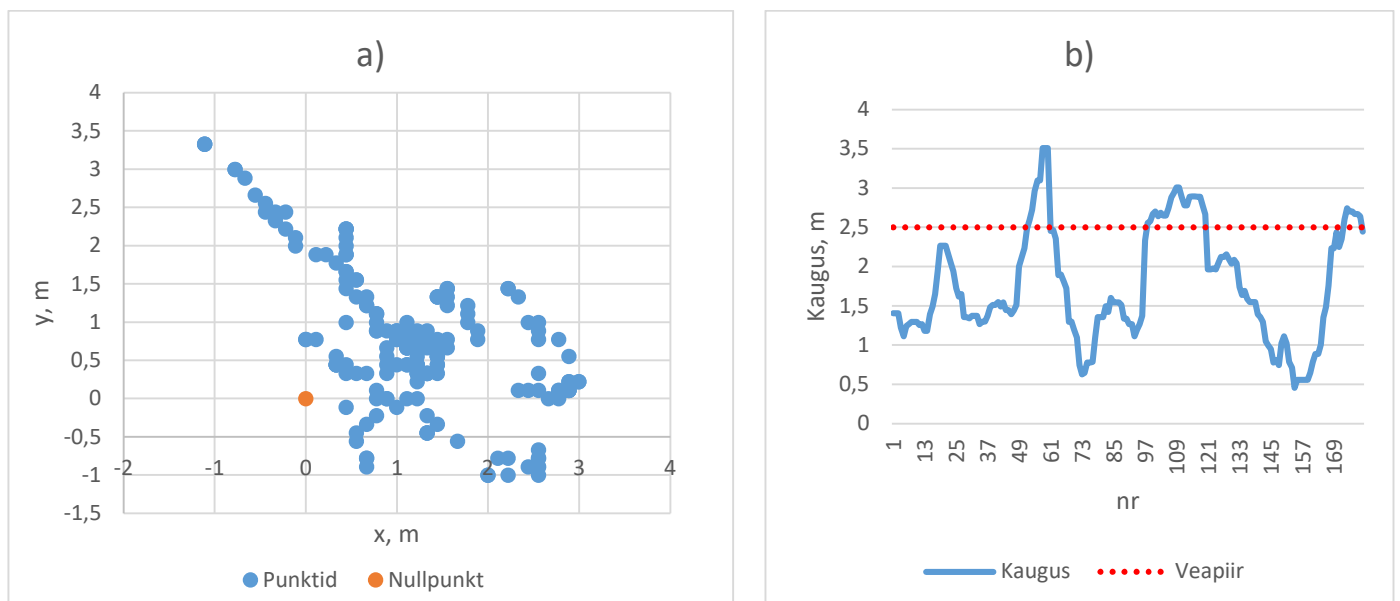 a)
4
3,5
3
2,5
2
1,5
1
0,5
0
-0,5
-1
-1,5
y, m
-2 -1 0 1 2 3 4
x, m
Punktid Nullpunkt
b)
4
3,5
3
2,5
2
1,5
1
0,5
0
Kaugus, m
1 13 25 37 49 61 73 85 97 109 121 133 145 157 169
nr
Kaugus Veapiir